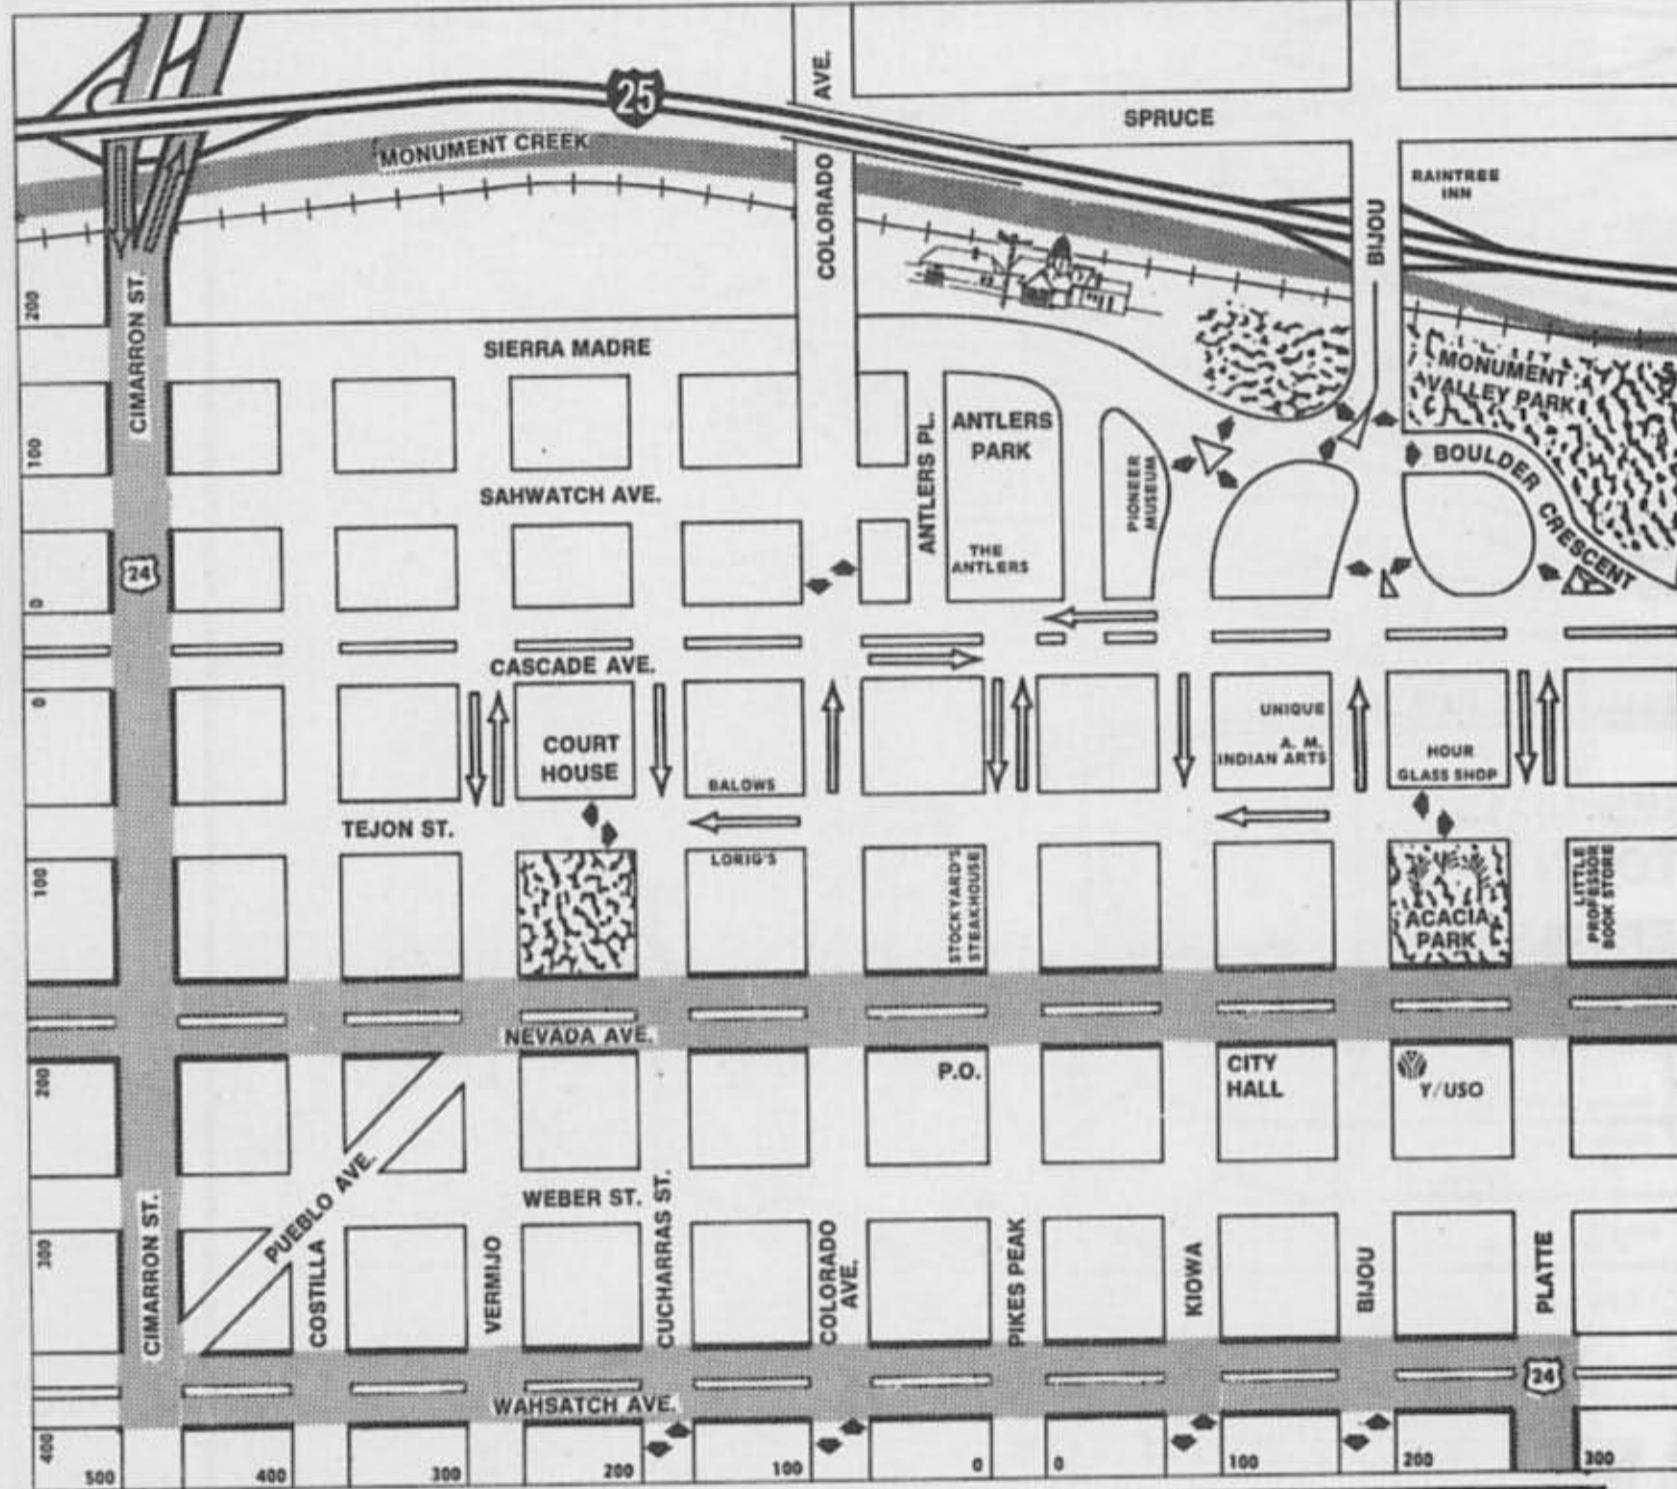 25
COLORADO AVE.
SPRUCE
MONUMENT CREEK
RAINTREE
INN
BIJOU
CIMARRON ST.
200
SIERRA MADRE
MONUMENT
VALLEY PARK
ANTLERS PL.
ANTLERS
PARK
100
BOULDER CRESCENT
PIONEER
MUSEUM
SAHWATCH AVE.
THE
ANTLERS
24
0
CASCADE AVE.
0
COURT
HOUSE
UNIQUE
A. M.
INDIAN ARTS
HOUR
GLASS SHOP
BALOWS
TEJON ST.
LORIG'S
100
STOCKYARD'S
STEAKHOUSE
ACACIA
PARK
LITTLE
PROFESSOR
BOOK STORE
NEVADA AVE.
200
P.O.
CITY
HALL
Y/USO
PUEBLO AVE.
WEBER ST.
300
CIMARRON ST.
COSTILLA
VERMIJO
CUCHARRAS ST.
COLORADO
AVE.
PIKES PEAK
KIOWA
BIJOU
PLATTE
24
WAHSATCH AVE.
400
500
400
300
200
100
0
0
100
200
300